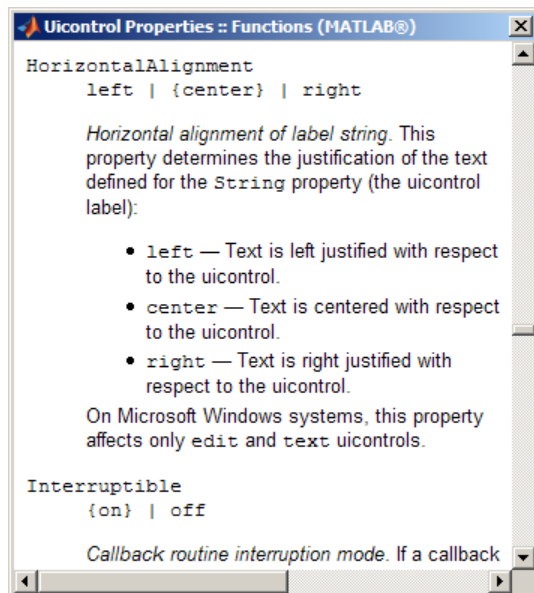 Uicontrol Properties :: Functions (MATLAB®)
HorizontalAlignment
left | {center} | right
Horizontal alignment of label string. This
property determines the justification of the text
defined for the String property (the uicontrol
label):
• left — Text is left justified with respect
to the uicontrol.
• center — Text is centered with respect
to the uicontrol.
• right — Text is right justified with
respect to the uicontrol.
On Microsoft Windows systems, this property
affects only edit and text uicontrols.
Interruptible
{on} | off
Callback routine interruption mode. If a callback